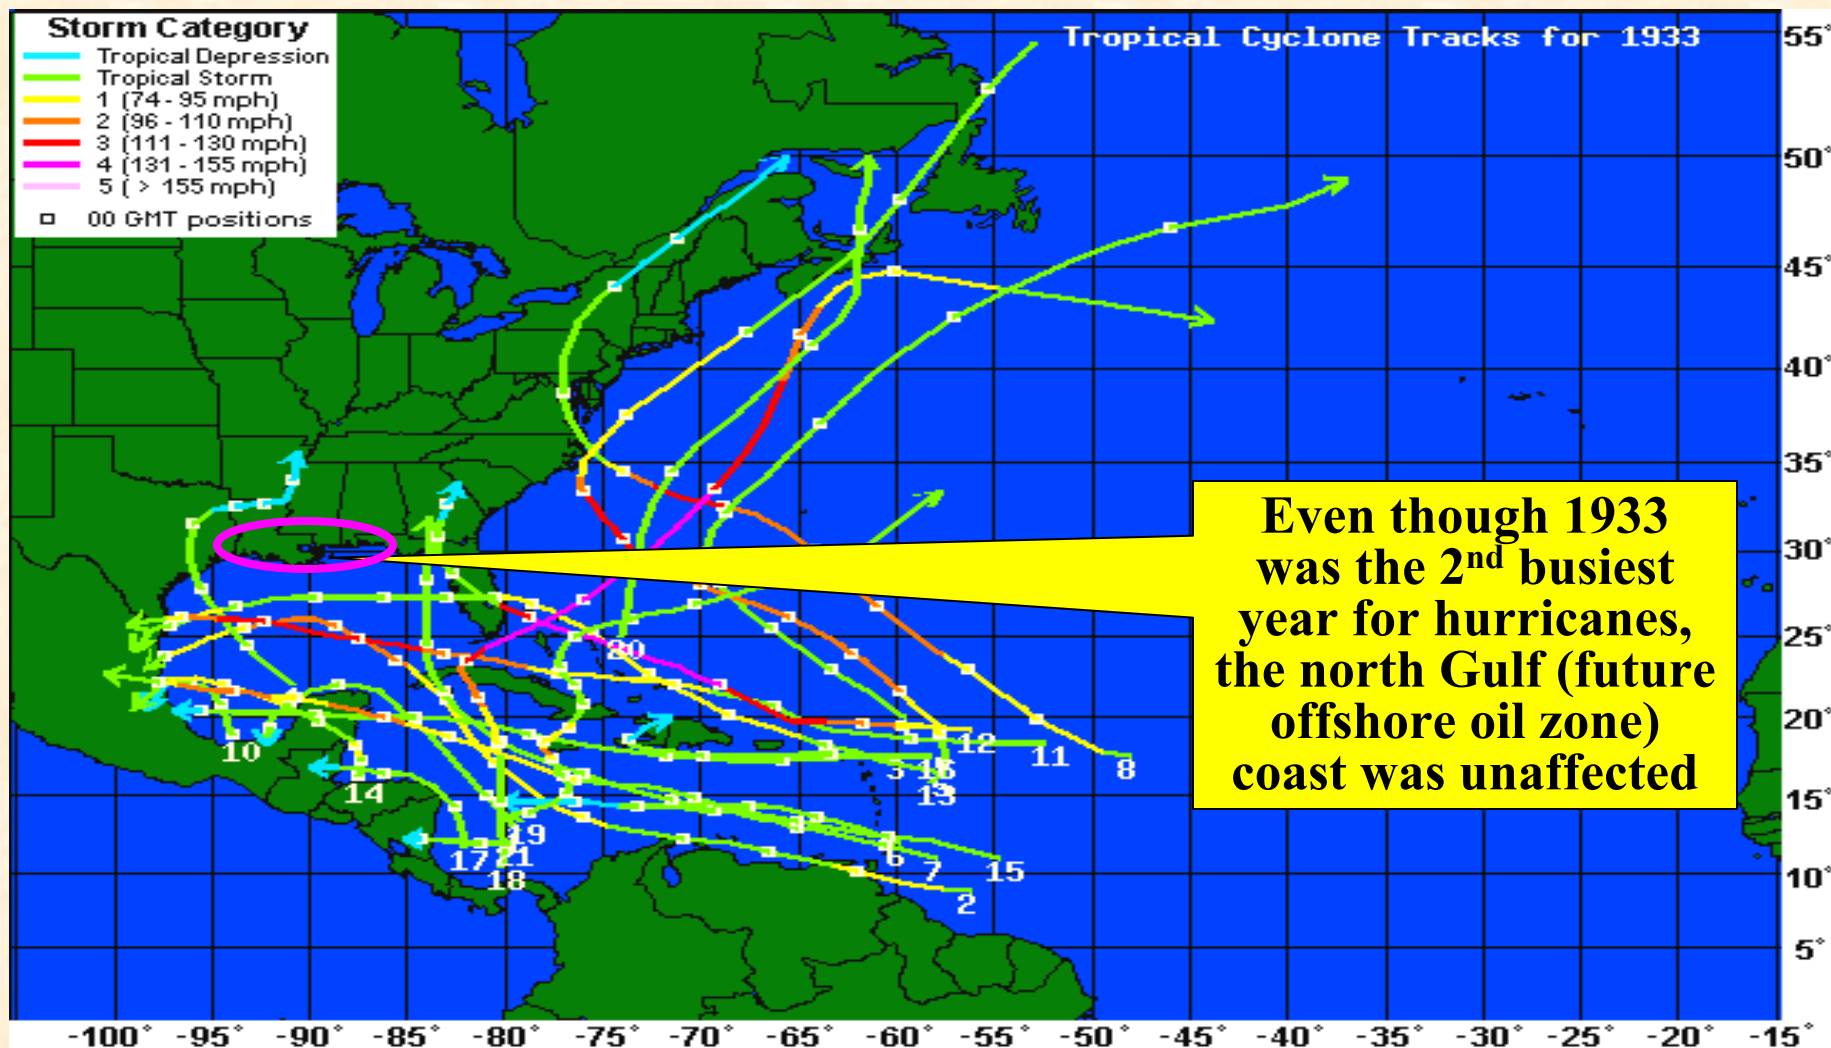 Storm Category
Tropical Depression
Tropical Storm
1 (74-95 mph)
2 (96-110 mph)
3 (111-130 mph)
4 (131-155 mph)
5 ( > 155 mph)
00 GMT positions
Tropical Cyclone Tracks for 1933
55°
50°
45°
40°
35°
30°
25°
20°
15°
10°
5°
Even though 1933
was the 2nd busiest
year for hurricanes,
the north Gulf (future
offshore oil zone)
coast was unaffected
20
10
14
12
11
8
13
19
17
21
18
6
7
15
2
-100° -95° -90° -85° -80° -75° -70° -65° -60° -55° -50° -45° -40° -35° -30° -25° -20° -15°